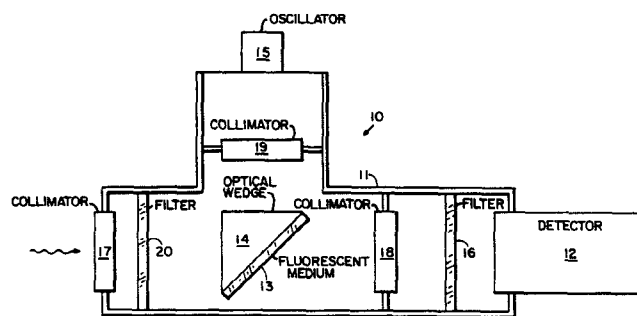 OSCILLATOR
15
COLLIMATOR
19
10
OPTICAL
WEDGE
11
COLLIMATOR
FILTER
COLLIMATOR
FILTER
DETECTOR
17
20
14
FLUORESCENT
MEDIUM
13
18
16
12